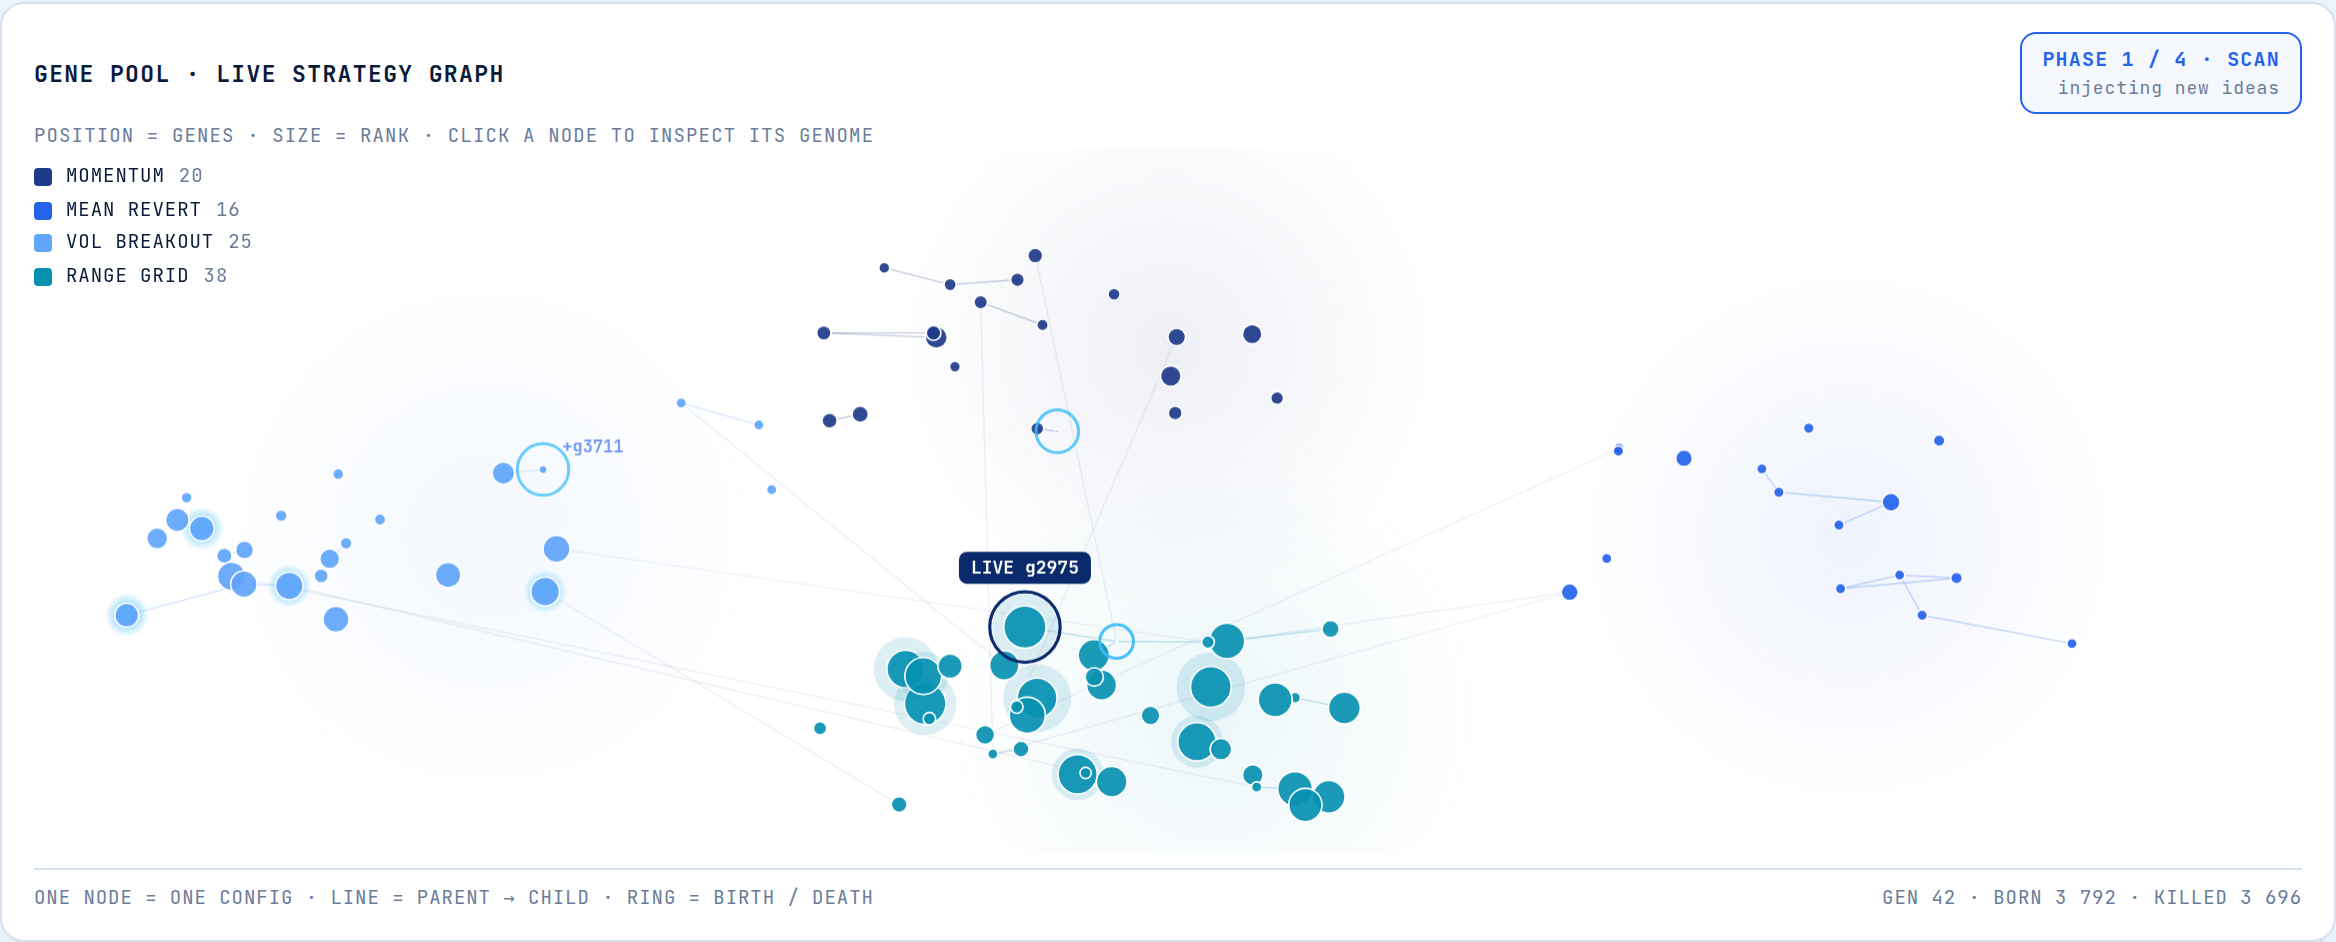 GENE POOL · LIVE STRATEGY GRAPH
PHASE 1 / 4 · SCAN
injecting new ideas
POSITION = GENES · SIZE = RANK · CLICK A NODE TO INSPECT ITS GENOME
MOMENTUM 20
MEAN REVERT 16
VOL BREAKOUT 25
RANGE GRID 38
+g3711
LIVE g2975
ONE NODE = ONE CONFIG · LINE = PARENT → CHILD · RING = BIRTH / DEATH
GEN 42 · BORN 3 792 · KILLED 3 696